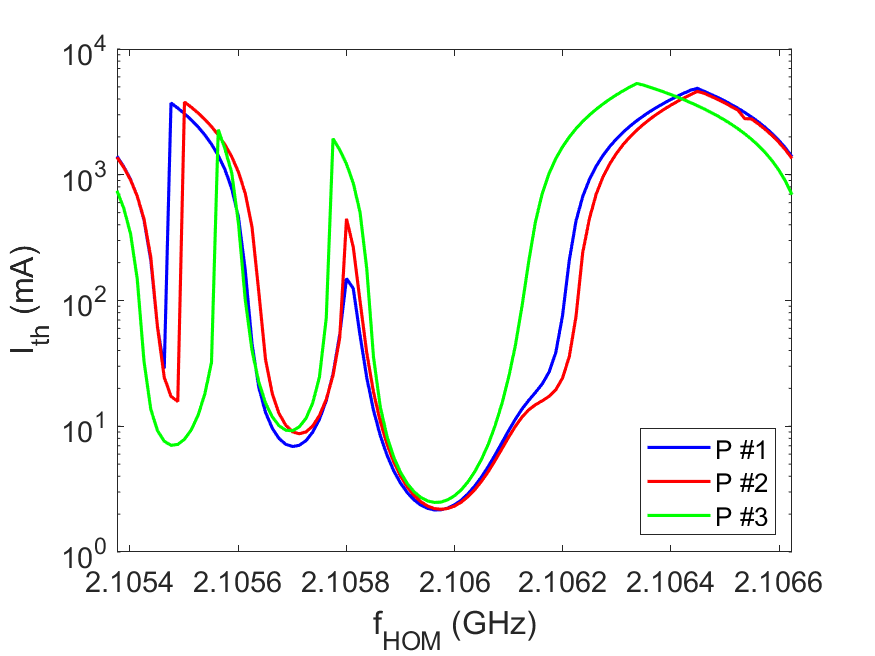 10^4
10^3
10^2
10^1
10^0
I_th (mA)
2.1054 2.1056 2.1058 2.106 2.1062 2.1064 2.1066
f_HOM (GHz)
P #1
P #2
P #3